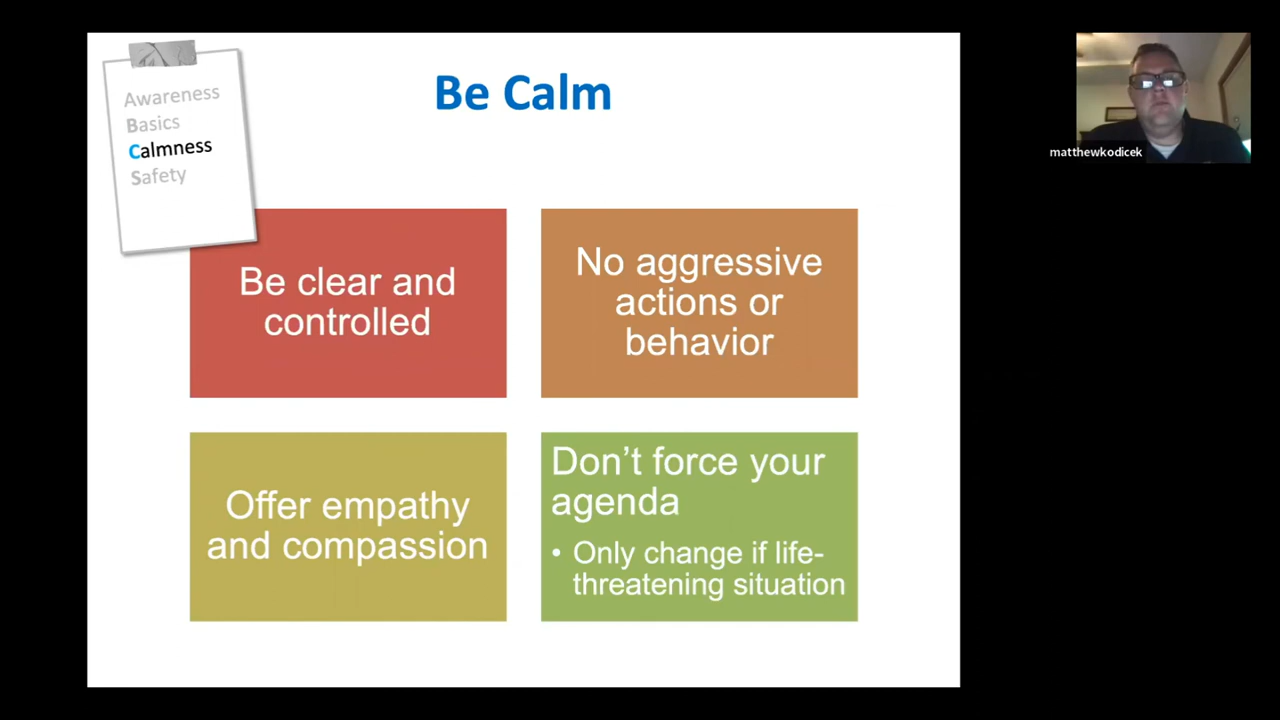 Awareness
Basics
Calmness
Safety
Be Calm
Be clear and
controlled
No aggressive
actions or
behavior
Offer empathy
and compassion
Don’t force your
agenda
• Only change if life-
threatening situation
matthewkodicek